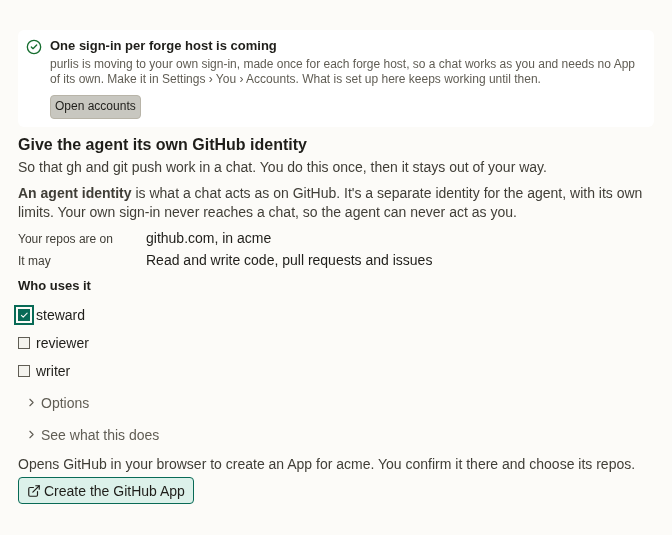 One sign-in per forge host is coming
purlis is moving to your own sign-in, made once for each forge host, so a chat works as you and needs no App
of its own. Make it in Settings › You › Accounts. What is set up here keeps working until then.
Open accounts
Give the agent its own GitHub identity
So that gh and git push work in a chat. You do this once, then it stays out of your way.
An agent identity is what a chat acts as on GitHub. It's a separate identity for the agent, with its own
limits. Your own sign-in never reaches a chat, so the agent can never act as you.
Your repos are on github.com, in acme
It may Read and write code, pull requests and issues
Who uses it
steward
reviewer
writer
Options
See what this does
Opens GitHub in your browser to create an App for acme. You confirm it there and choose its repos.
Create the GitHub App